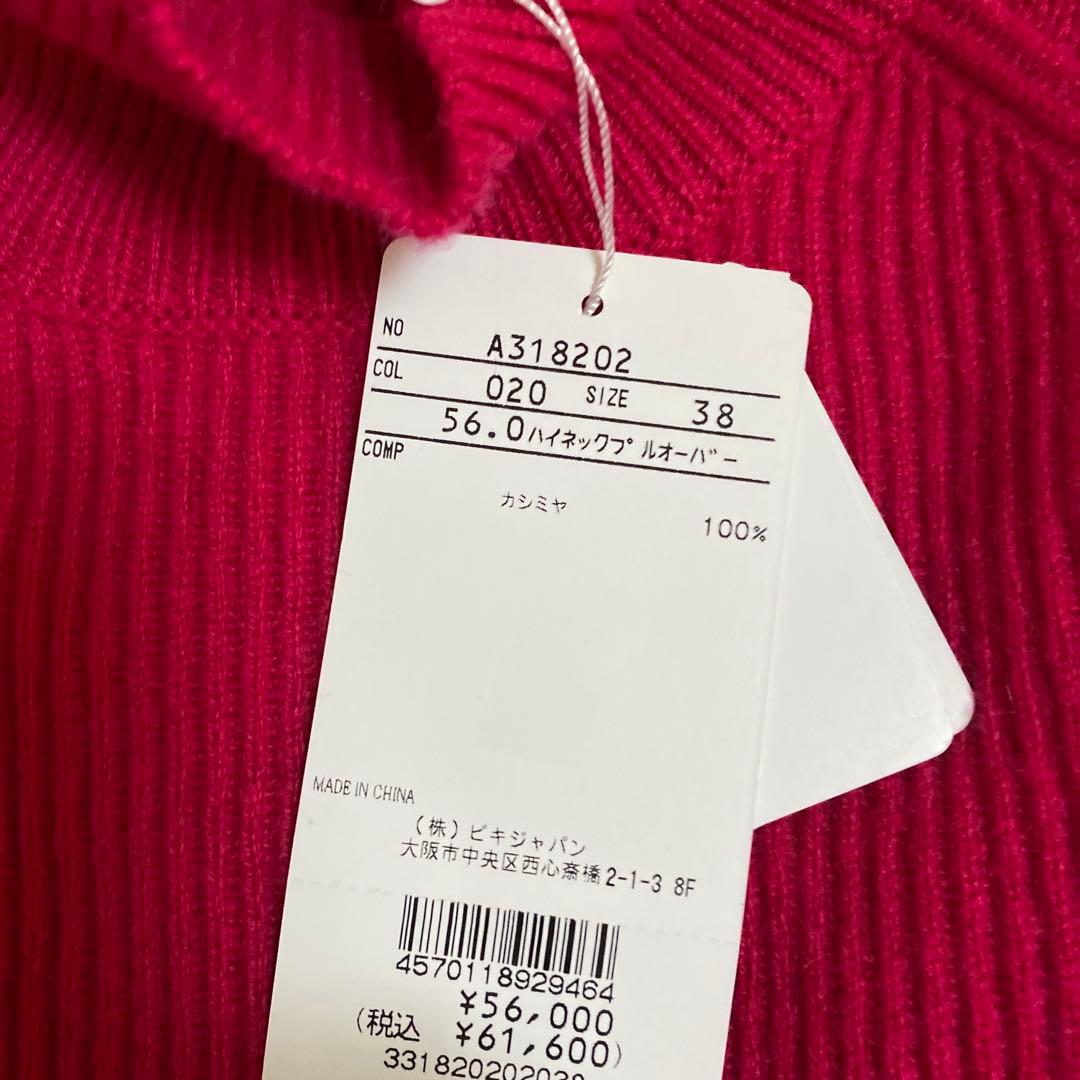 NO A318202
COL 020 SIZE 38
56.0ハイネックプルオーバー
COMP
カシミヤ 100%
MADE IN CHINA
(株)ビキジャパン
大阪市中央区西心斎橋2-1-3 8F
4570118929464
¥56,000
(税込 ¥61,600)